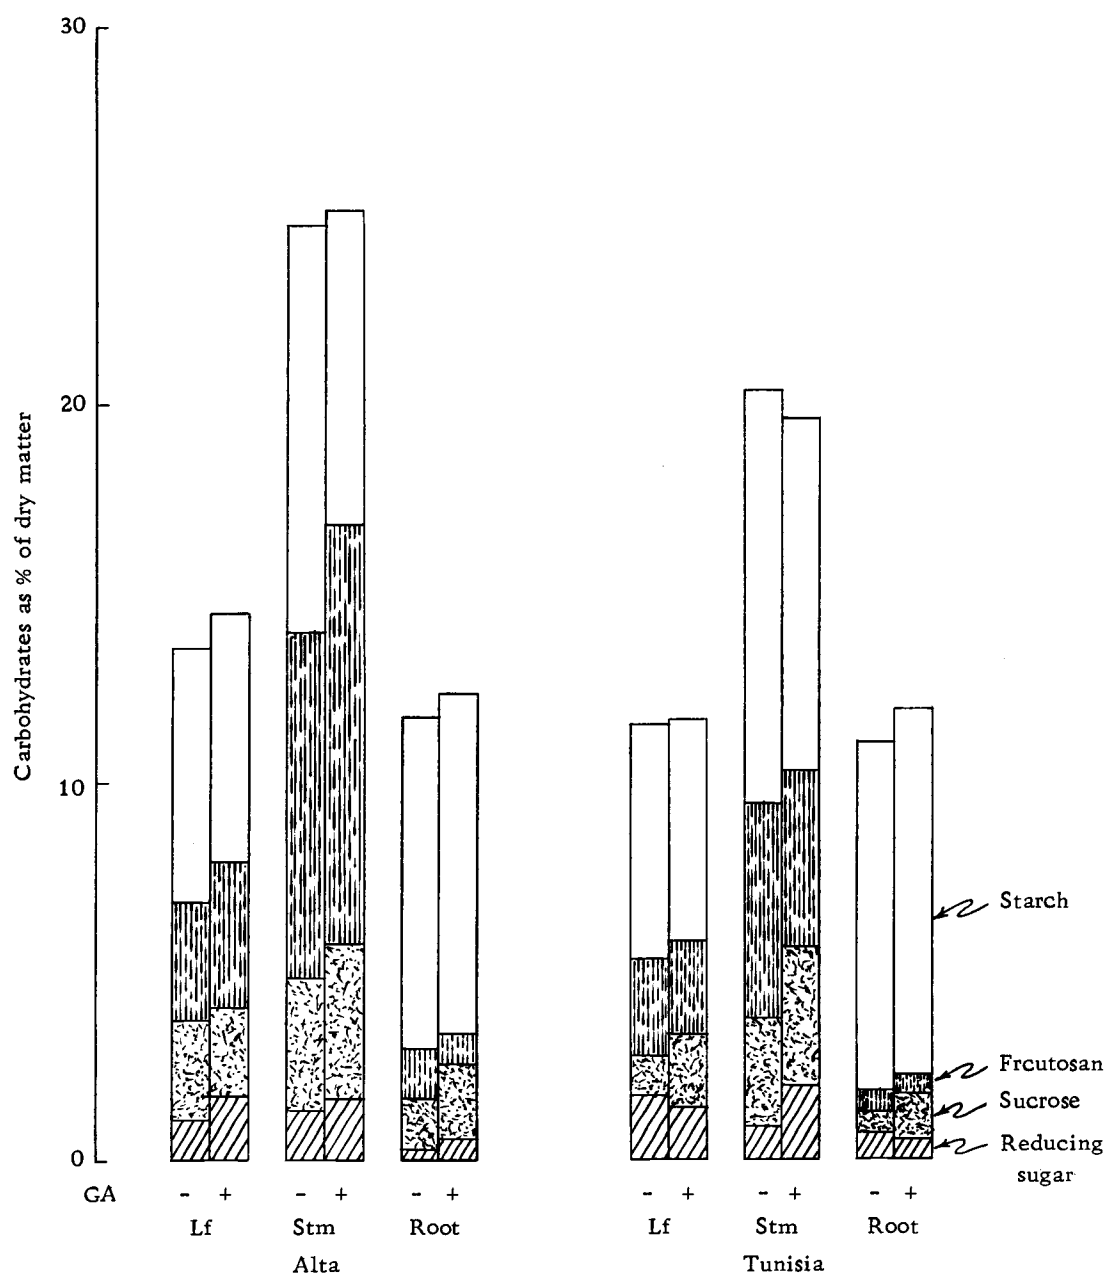 30
20
10
0
Carbohydrates as % of dry matter
Starch
Frcutosan
Sucrose
Reducing
sugar
GA - + - + - + - + - + - +
Lf Stm Root Lf Stm Root
Alta Tunisia